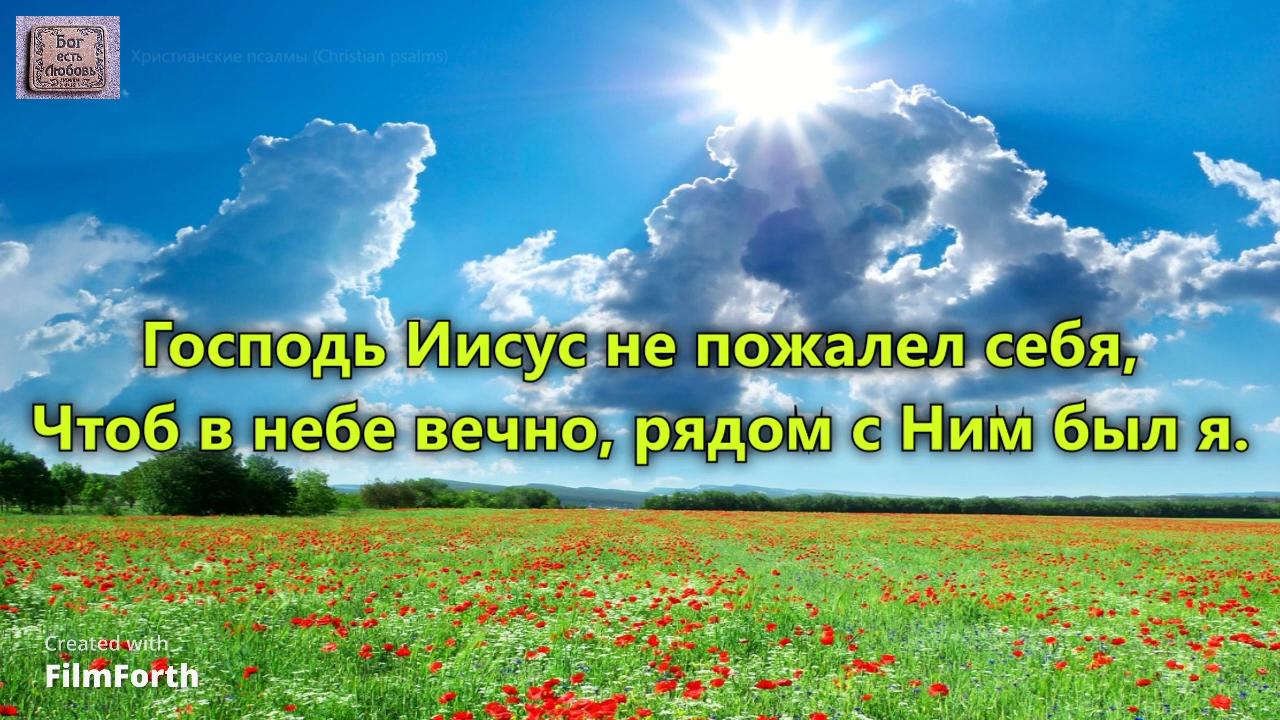 Бог
есть
Любовь
Христианские псалмы (Christian psalms)
Господь Иисус не пожалел себя,
Чтоб в небе вечно, рядом с Ним был я.
Created with
FilmForth